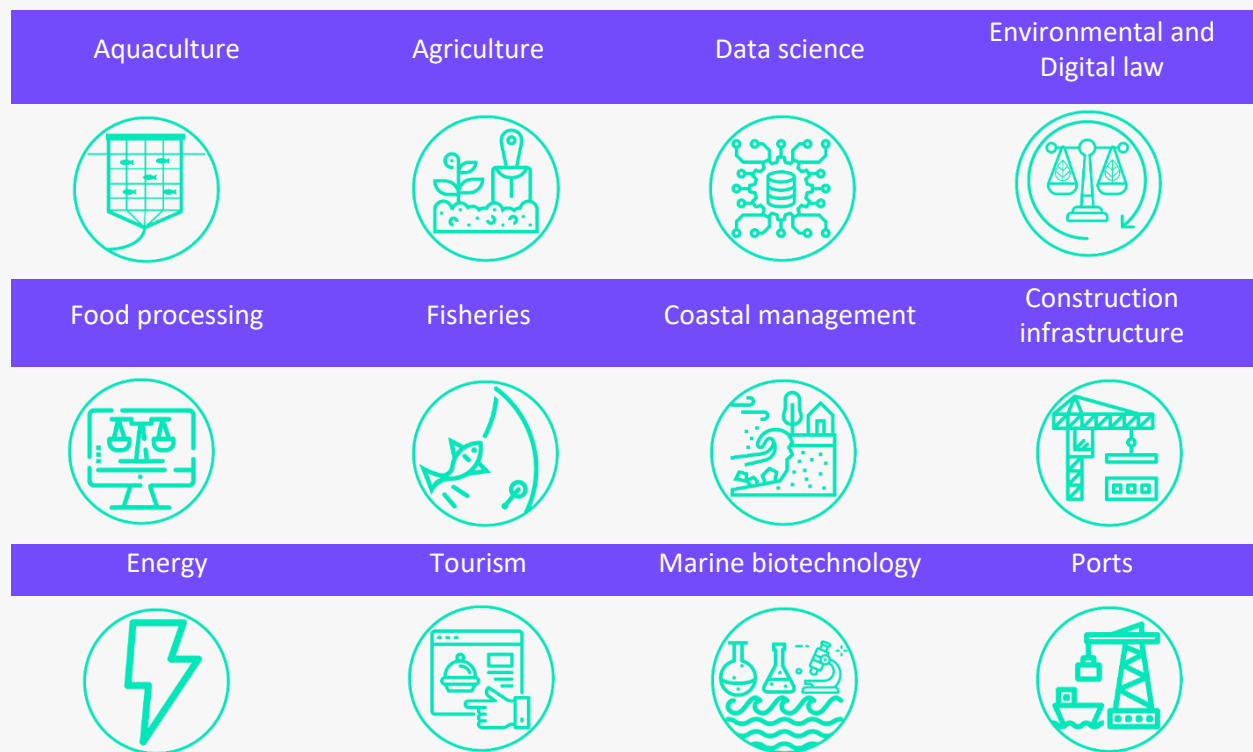 Aquaculture
Agriculture
Data science
Environmental and
Digital law
Food processing
Fisheries
Coastal management
Construction
infrastructure
Energy
Tourism
Marine biotechnology
Ports